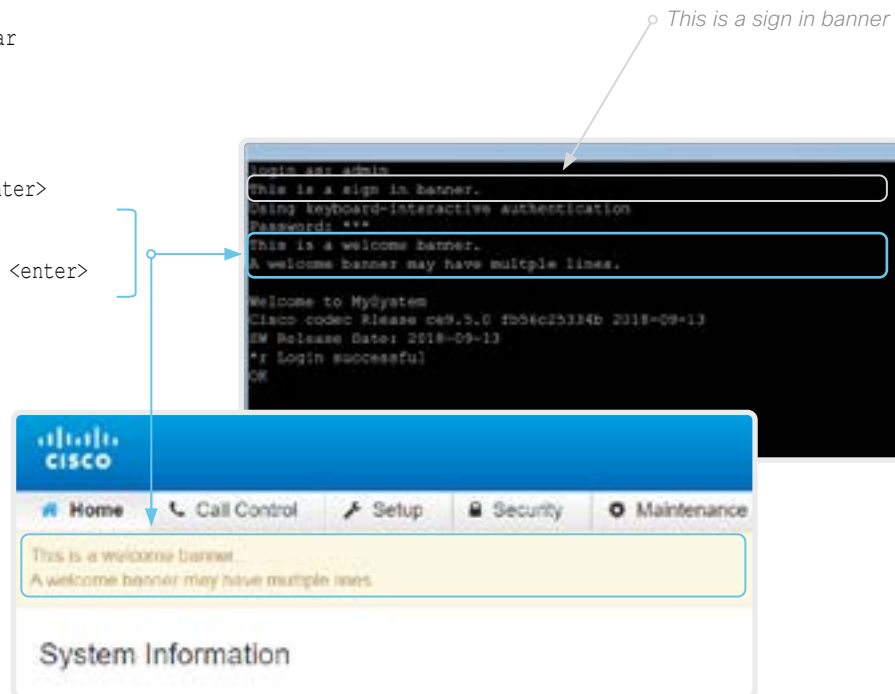 This is a sign in banner
ar
nter>
<enter>
login as: admin
This is a sign in banner.
Using keyboard-interactive authentication
Password: ***
This is a welcome banner.
A welcome banner may have multple lines.
Welcome to MySystem
Cisco codec Rlease ce9.5.0 2018-09-13
SW Release Date: 2018-09-13
*r Login successful
OK
CISCO
Home Call Control Setup Security Maintenance
This is a welcome banner.
A welcome banner may have multiple lines
System Information